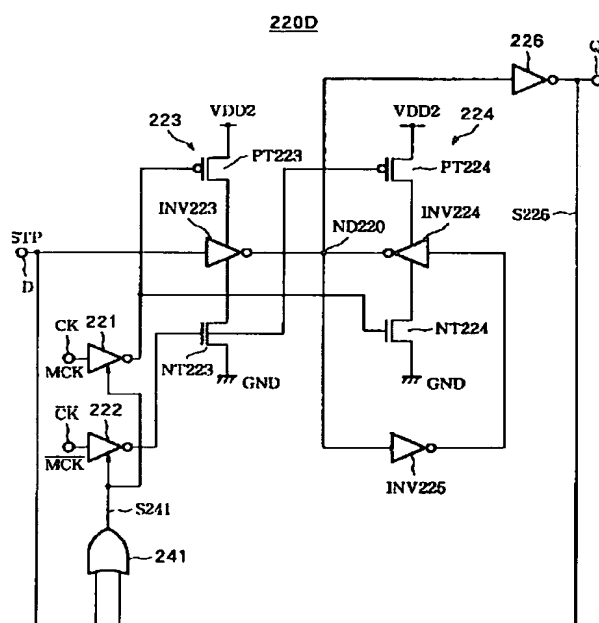 220D
226
Q
VDD2
VDD2
223
224
PT223
PT224
INV223
ND220
INV224
S226
STP
D
NT224
CK
221
MCK
NT223
GND
GND
CK
222
MCK
INV225
S241
241